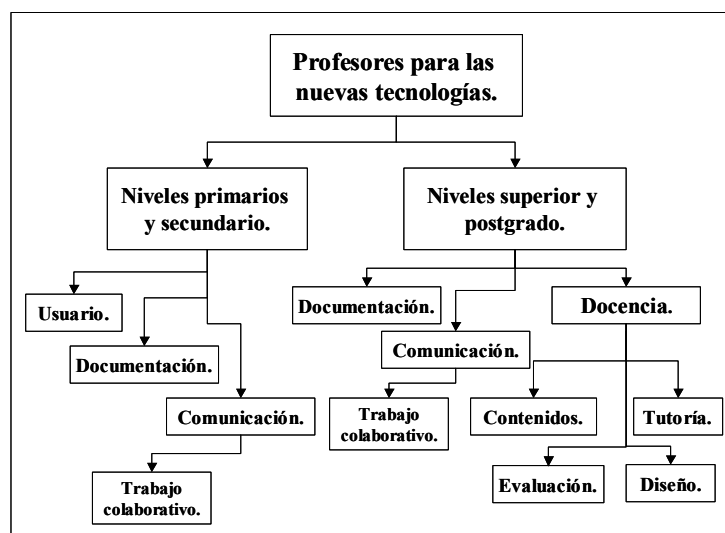 Profesores para las
nuevas tecnologías.
Niveles primarios
y secundario.
Niveles superior y
postgrado.
Usuario.
Documentación.
Comunicación.
Trabajo
colaborativo.
Documentación.
Comunicación.
Trabajo
colaborativo.
Docencia.
Contenidos.
Tutoría.
Evaluación.
Diseño.